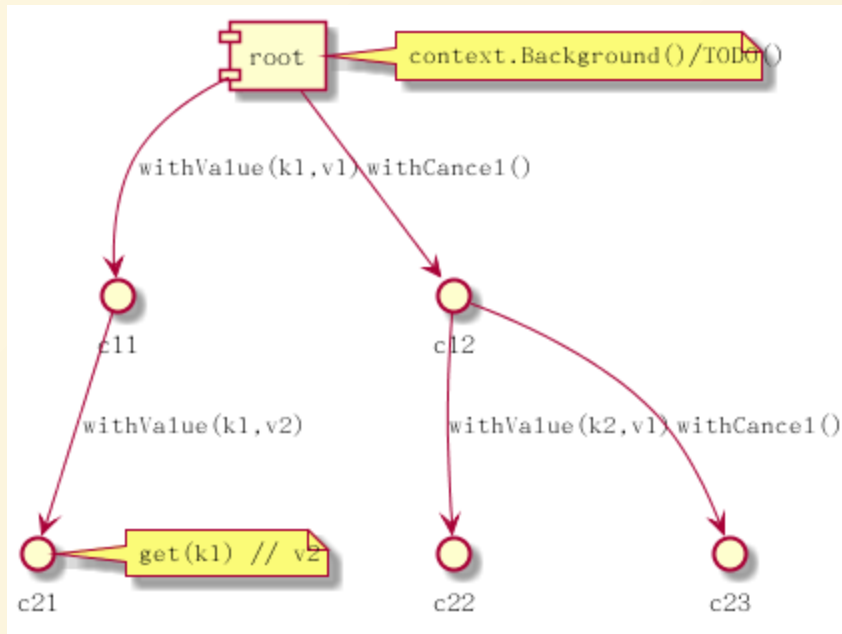 root
context.Background()/TODO()
withValue(k1,v1) withCancel()
c11
c12
withValue(k1,v2)
withValue(k2,v1) withCancel()
get(k1) // v2
c21
c22
c23